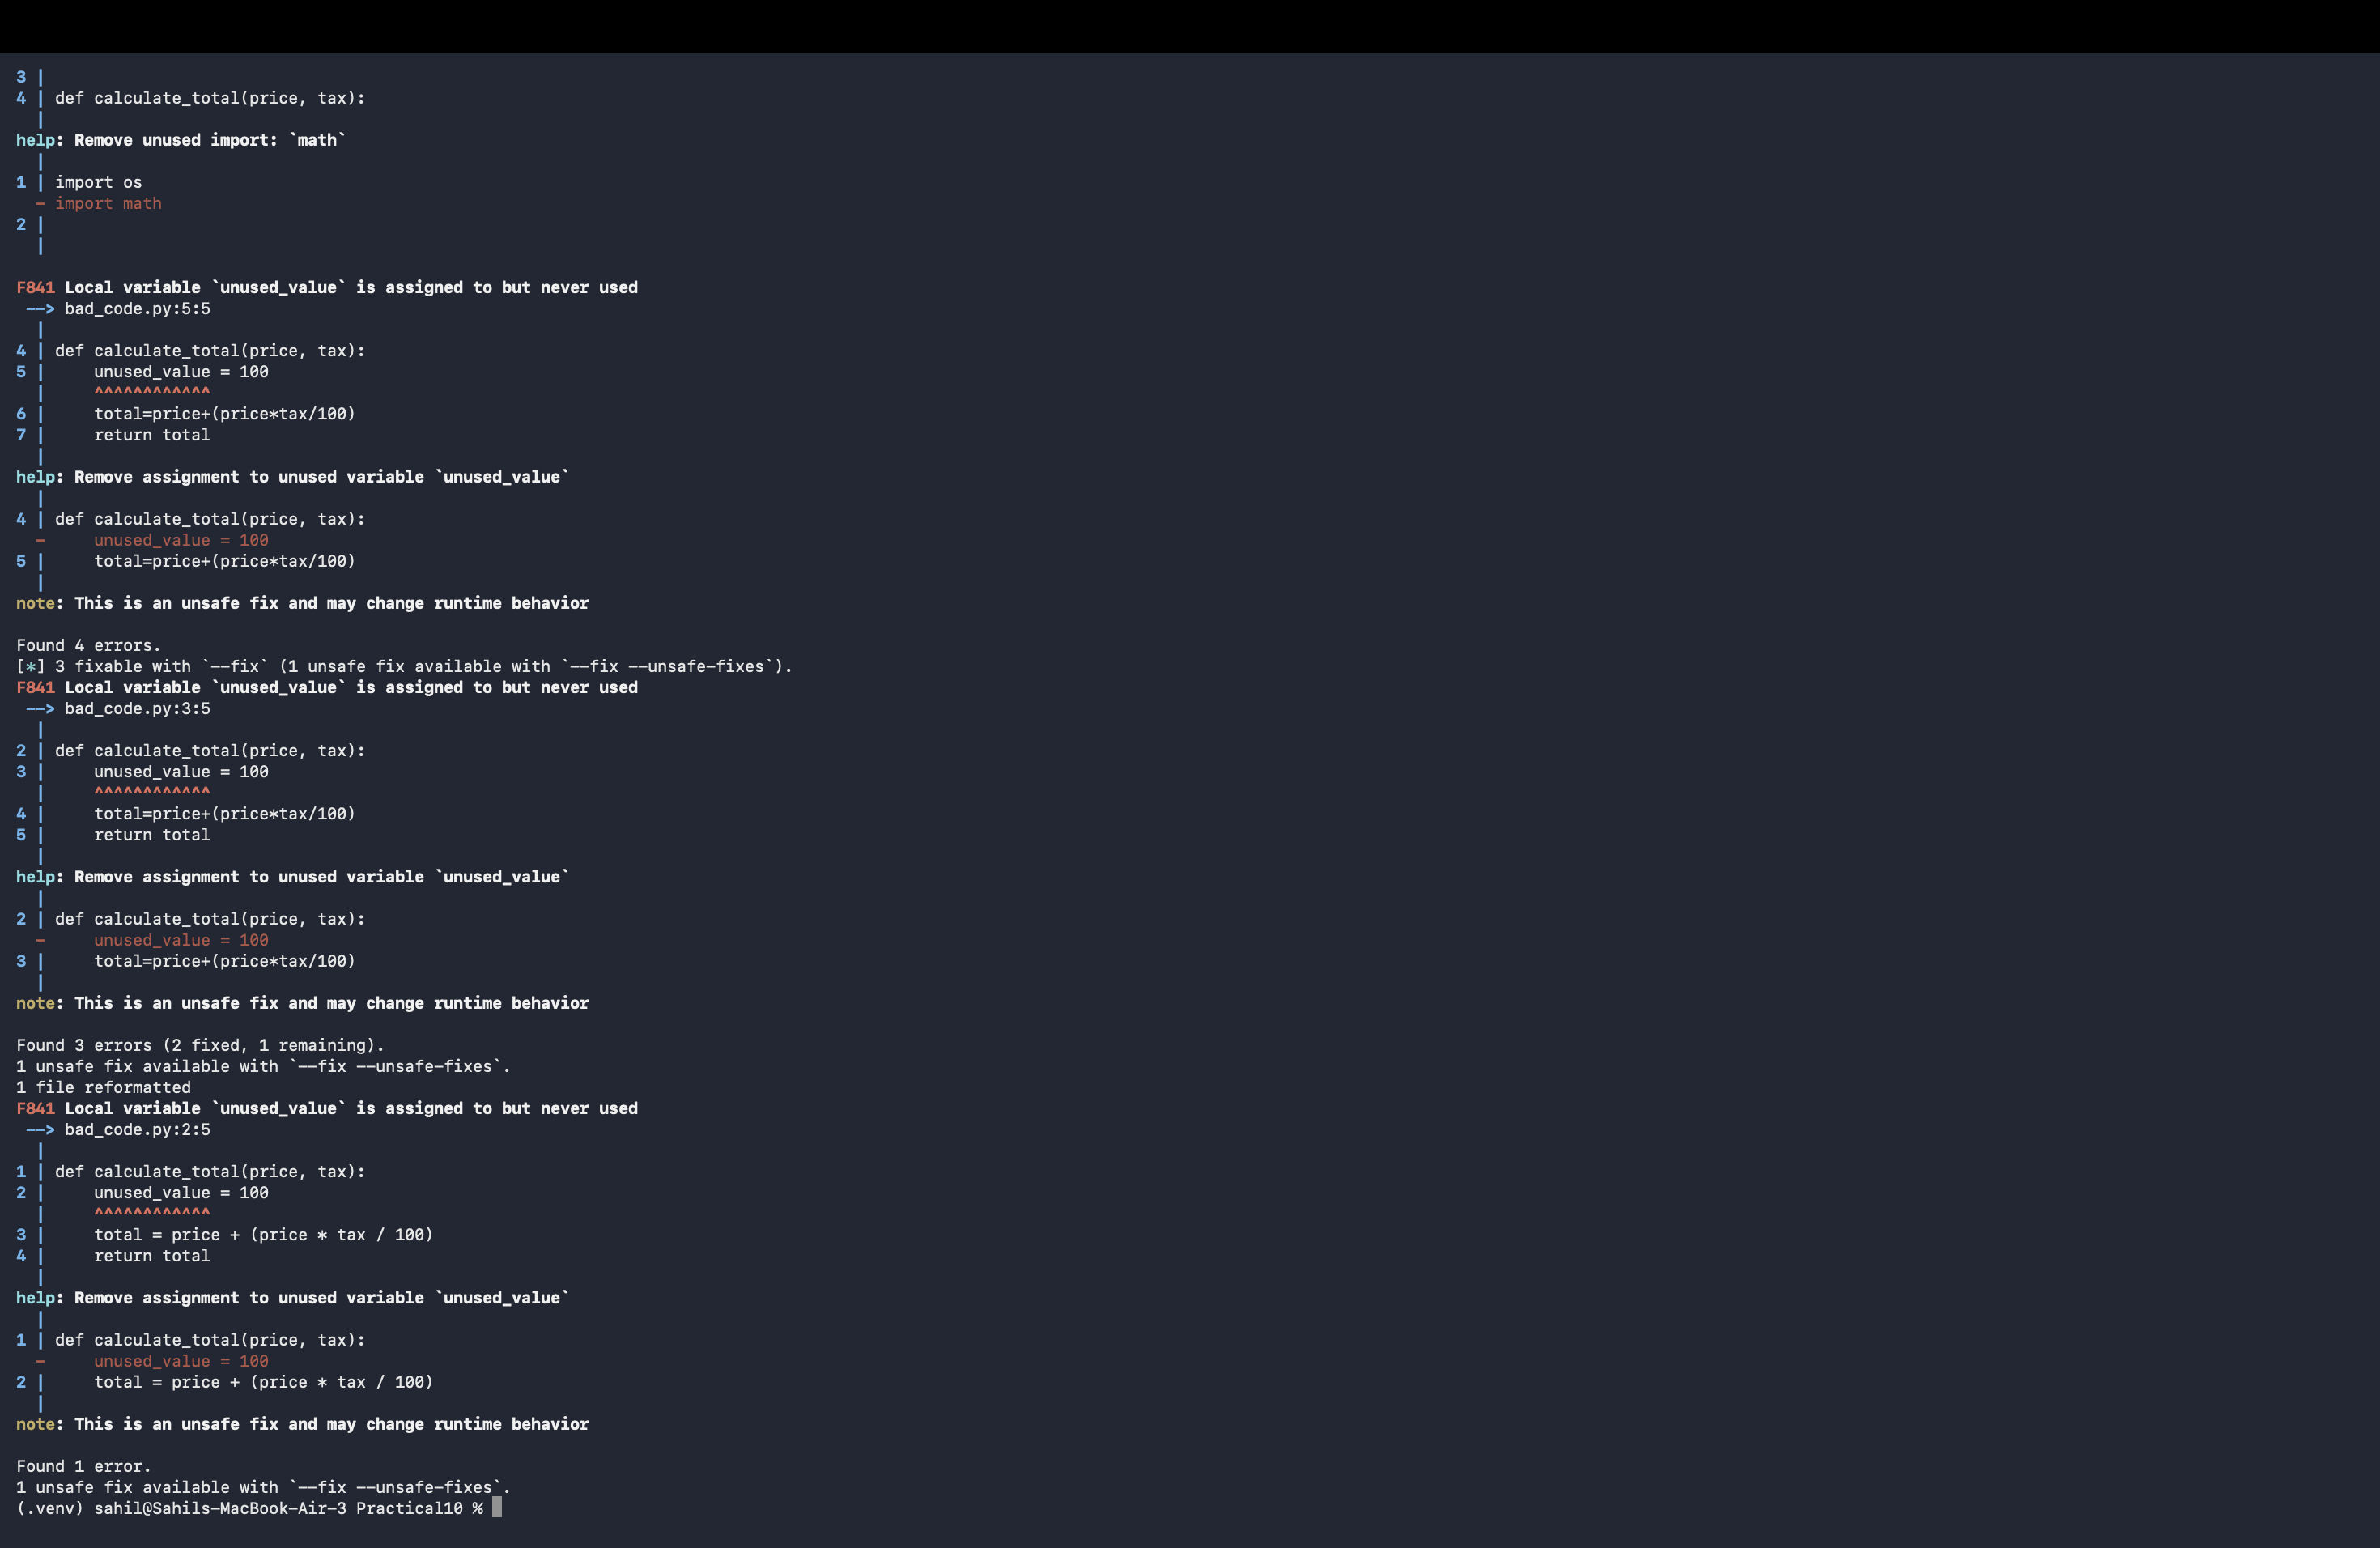 3 |
4 | def calculate_total(price, tax):
  |
help: Remove unused import: `math`
  |
1 | import os
  - import math
2 |
  |

F841 Local variable `unused_value` is assigned to but never used
 --> bad_code.py:5:5
  |
4 | def calculate_total(price, tax):
5 |     unused_value = 100
  |     ^^^^^^^^^^^^
6 |     total=price+(price*tax/100)
7 |     return total
  |
help: Remove assignment to unused variable `unused_value`
  |
4 | def calculate_total(price, tax):
  -     unused_value = 100
5 |     total=price+(price*tax/100)
  |
note: This is an unsafe fix and may change runtime behavior

Found 4 errors.
[*] 3 fixable with `--fix` (1 unsafe fix available with `--fix --unsafe-fixes`).
F841 Local variable `unused_value` is assigned to but never used
 --> bad_code.py:3:5
  |
2 | def calculate_total(price, tax):
3 |     unused_value = 100
  |     ^^^^^^^^^^^^
4 |     total=price+(price*tax/100)
5 |     return total
  |
help: Remove assignment to unused variable `unused_value`
  |
2 | def calculate_total(price, tax):
  -     unused_value = 100
3 |     total=price+(price*tax/100)
  |
note: This is an unsafe fix and may change runtime behavior

Found 3 errors (2 fixed, 1 remaining).
1 unsafe fix available with `--fix --unsafe-fixes`.
1 file reformatted
F841 Local variable `unused_value` is assigned to but never used
 --> bad_code.py:2:5
  |
1 | def calculate_total(price, tax):
2 |     unused_value = 100
  |     ^^^^^^^^^^^^
3 |     total = price + (price * tax / 100)
4 |     return total
  |
help: Remove assignment to unused variable `unused_value`
  |
1 | def calculate_total(price, tax):
  -     unused_value = 100
2 |     total = price + (price * tax / 100)
  |
note: This is an unsafe fix and may change runtime behavior

Found 1 error.
1 unsafe fix available with `--fix --unsafe-fixes`.
(.venv) sahil@Sahils-MacBook-Air-3 Practical10 %